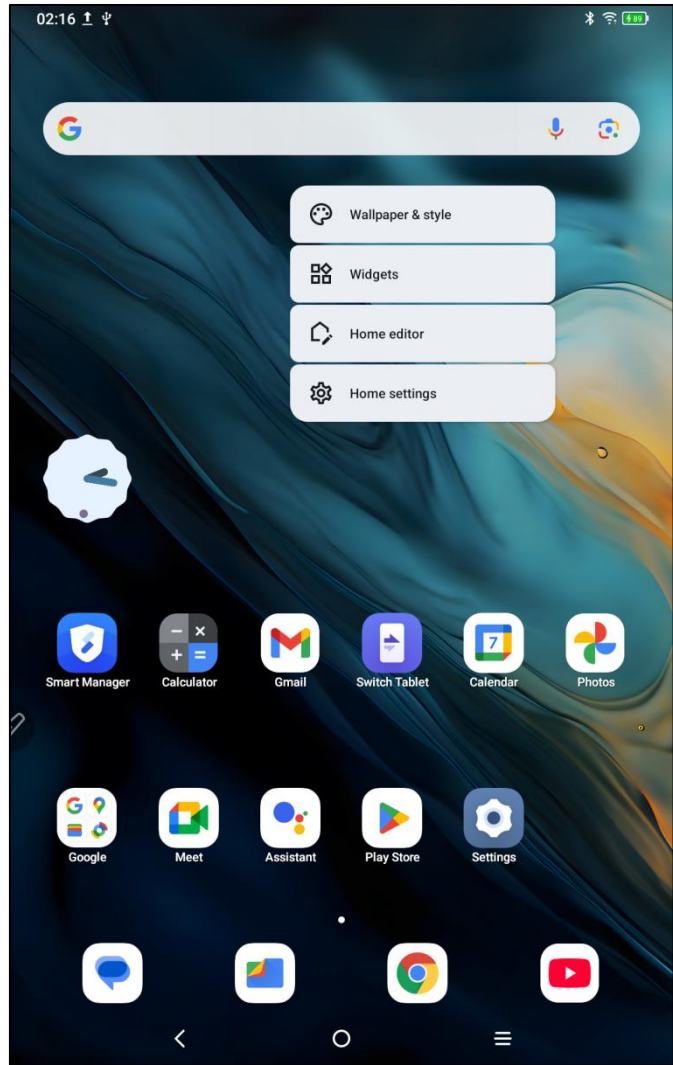 02:16
89
Wallpaper & style
Widgets
Home editor
Home settings
Smart Manager
Calculator
Gmail
Switch Tablet
7
Calendar
Photos
Google
Meet
Assistant
Play Store
Settings